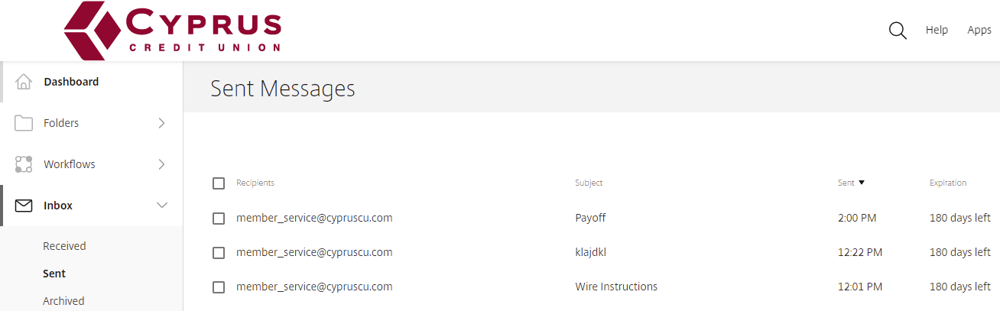 CYPRUS
CREDIT UNION
Help Apps
Dashboard
Folders
Workflows
Inbox
Received
Sent
Archived
Sent Messages
Recipients Subject Sent Expiration
member_service@cypruscu.com Payoff 2:00 PM 180 days left
member_service@cypruscu.com klajdkl 12:22 PM 180 days left
member_service@cypruscu.com Wire Instructions 12:01 PM 180 days left